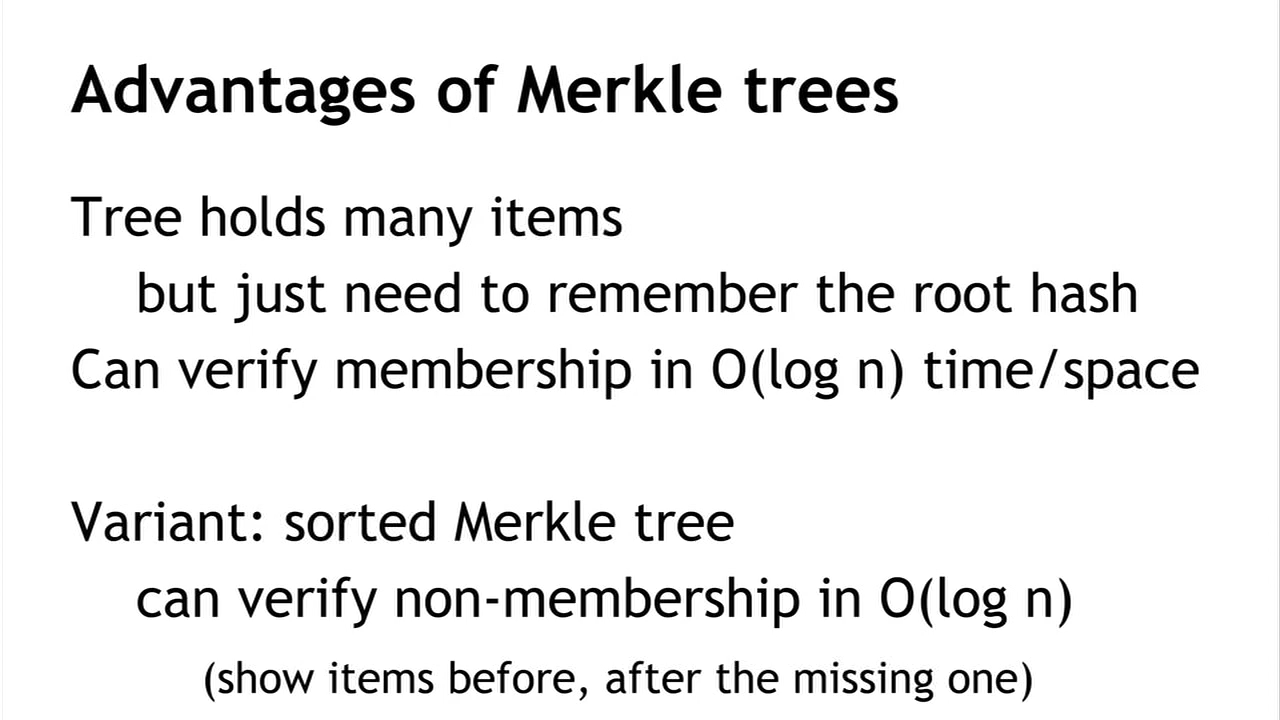 Advantages of Merkle trees
Tree holds many items
but just need to remember the root hash
Can verify membership in O(log n) time/space
Variant: sorted Merkle tree
can verify non-membership in O(log n)
(show items before, after the missing one)